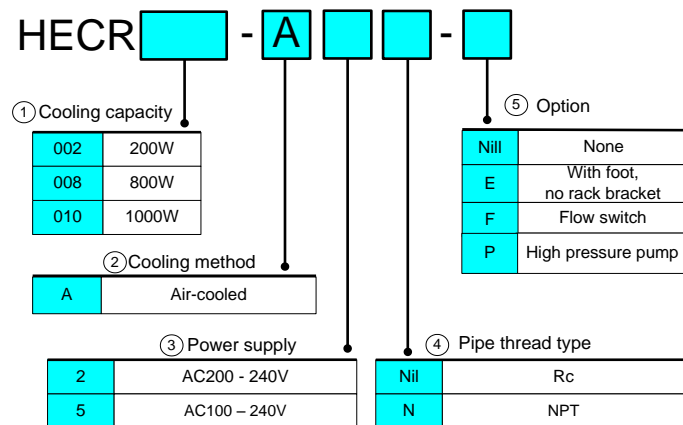 HECR - A -
① Cooling capacity
002 200W
008 800W
010 1000W
⑤ Option
Nill None
E With foot,
no rack bracket
F Flow switch
P High pressure pump
② Cooling method
A Air-cooled
③ Power supply
2 AC200 - 240V
5 AC100 – 240V
④ Pipe thread type
Nil Rc
N NPT